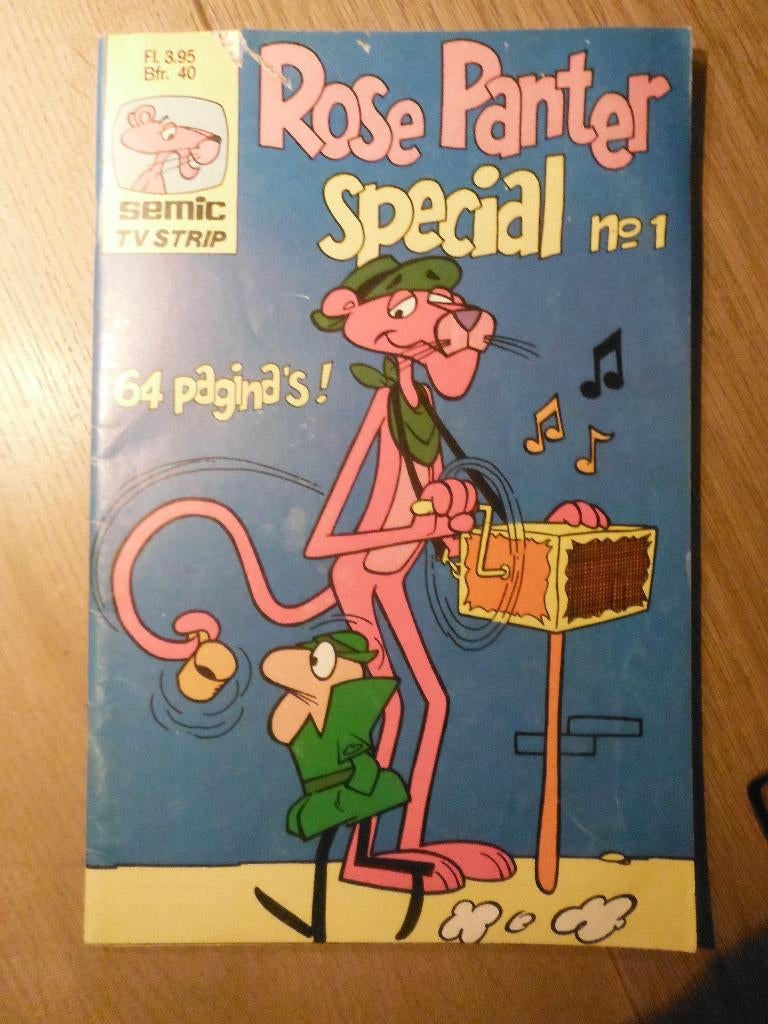 Fl. 3.95
Bfr. 40
semic
TV STRIP
Rose Panter
special nº 1
64 pagina's!